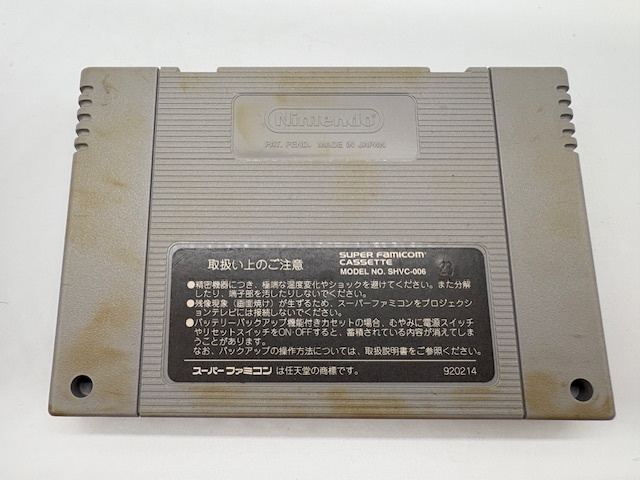 Nintendo
PAT. PEND. MADE IN JAPAN
取扱い上のご注意
SUPER FAMICOM
CASSETTE
MODEL NO. SHVC-006
●精密機器につき、極端な温度変化やショックを避けてください。また分解
したり、端子部を汚したりしないでください。
●残像現象（画面焼け）が生ずるため、スーパーファミコンをプロジェクシ
ョンテレビには接続しないでください。
●バッテリーバックアップ機能付きカセットの場合、むやみに電源スイッチ
やリセットスイッチをON·OFFすると、蓄積されている内容が消えてしま
うことがあります。
なお、バックアップの操作方法については、取扱説明書をご参照ください。
スーパーファミコン は任天堂の商標です。
920214